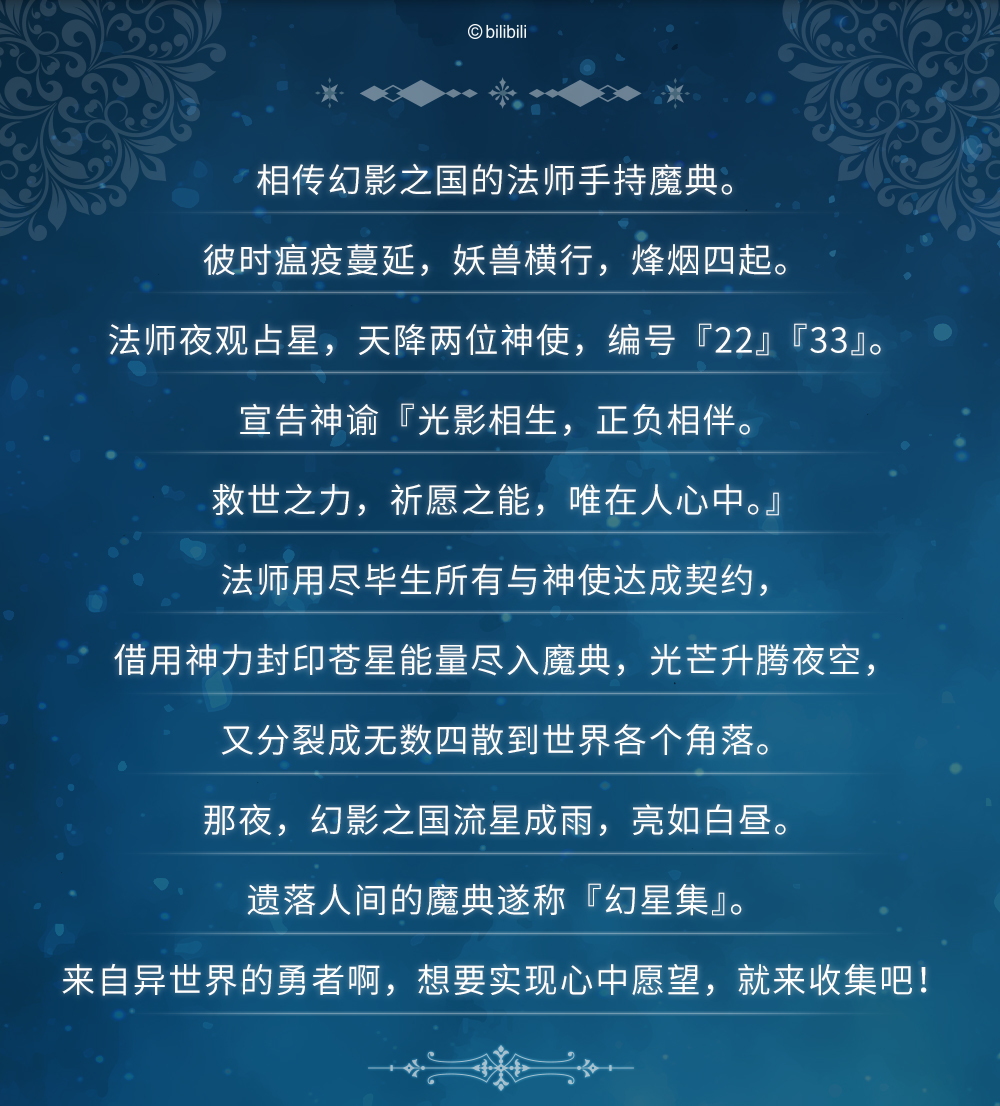 ©bilibili
相传幻影之国的法师手持魔典。
彼时瘟疫蔓延，妖兽横行，烽烟四起。
法师夜观占星，天降两位神使，编号『22』『33』。
宣告神谕『光影相生，正负相伴。
救世之力，祈愿之能，唯在人心中。』
法师用尽毕生所有与神使达成契约，
借用神力封印苍星能量尽入魔典，光芒升腾夜空，
又分裂成无数四散到世界各个角落。
那夜，幻影之国流星成雨，亮如白昼。
遗落人间的魔典遂称『幻星集』。
来自异世界的勇者啊，想要实现心中愿望，就来收集吧！